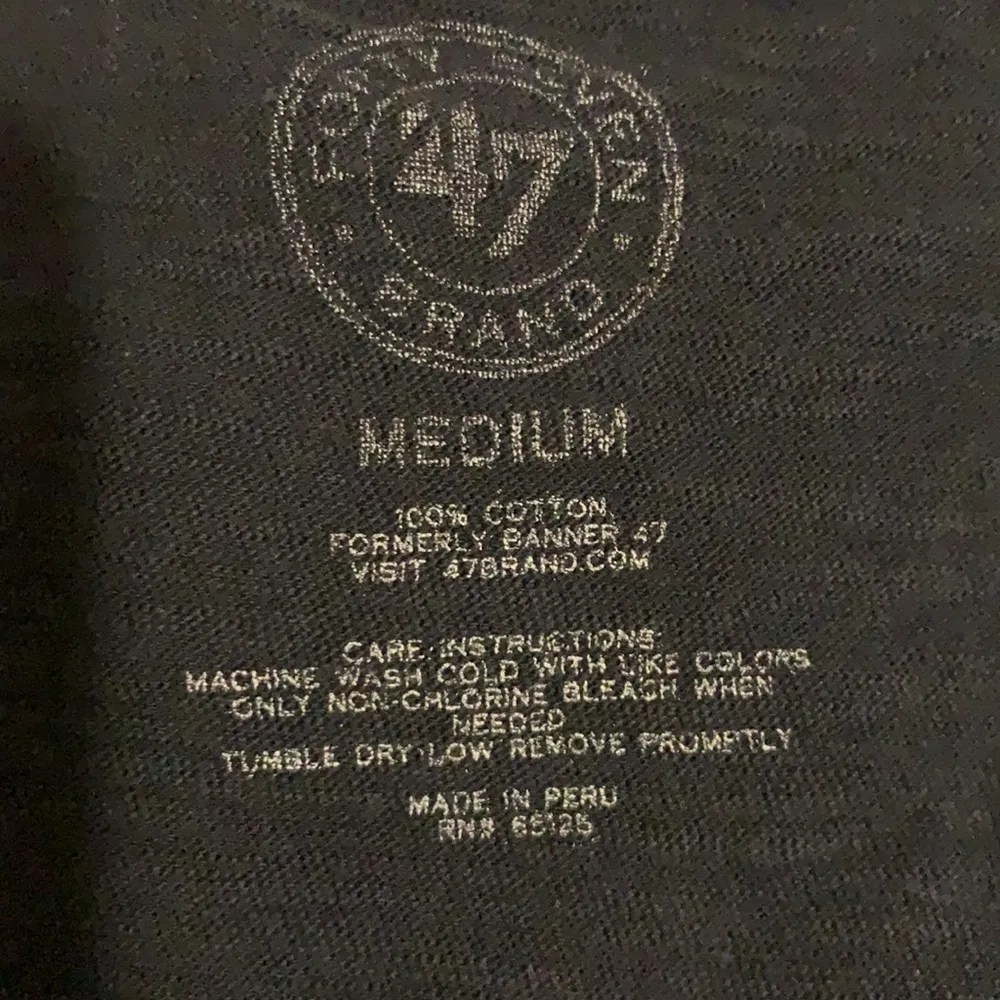 FORTY SEVEN
47
BRAND
MEDIUM
100% COTTON
FORMERLY BANNER 47
VISIT 47BRAND.COM
CARE INSTRUCTIONS:
MACHINE WASH COLD WITH LIKE COLORS
ONLY NON-CHLORINE BLEACH WHEN
NEEDED
TUMBLE DRY LOW REMOVE PROMPTLY
MADE IN PERU
RN# 65125